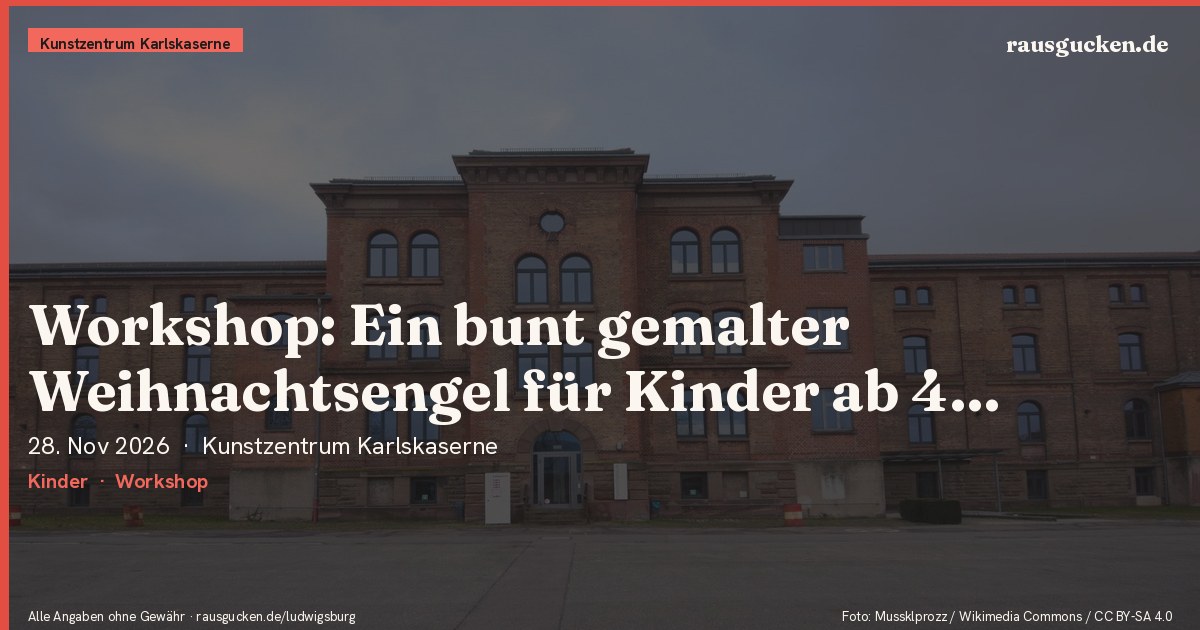 Kunstzentrum Karlskaserne
rausgucken.de
Workshop: Ein bunt gemalter
Weihnachtsengel für Kinder ab 4...
28. Nov 2026 · Kunstzentrum Karlskaserne
Kinder · Workshop
Alle Angaben ohne Gewähr · rausgucken.de/ludwigsburg
Foto: Mussklprozz / Wikimedia Commons / CC BY-SA 4.0